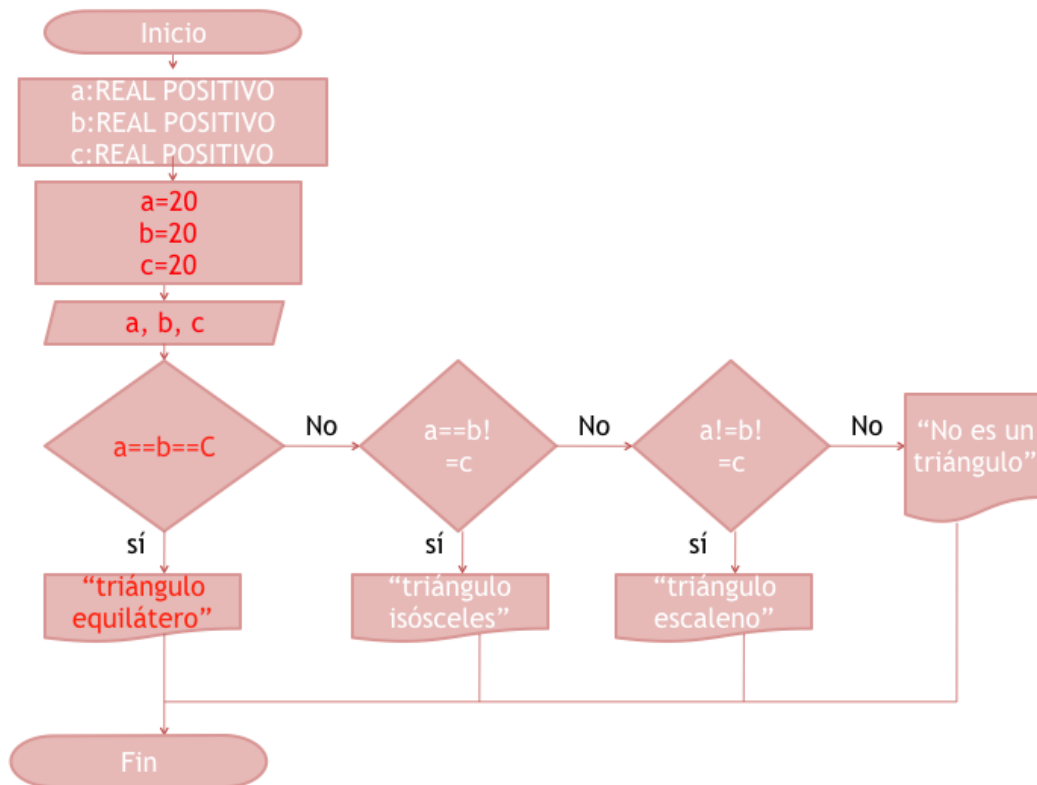 Inicio
a:REAL POSITIVO
b:REAL POSITIVO
c:REAL POSITIVO
a=20
b=20
c=20
a, b, c
a==b==C
No
a==b!
=c
No
a!=b!
=c
No
“No es un
triángulo”
sí
sí
sí
“triángulo
equilátero”
“triángulo
isósceles”
“triángulo
escaleno”
Fin